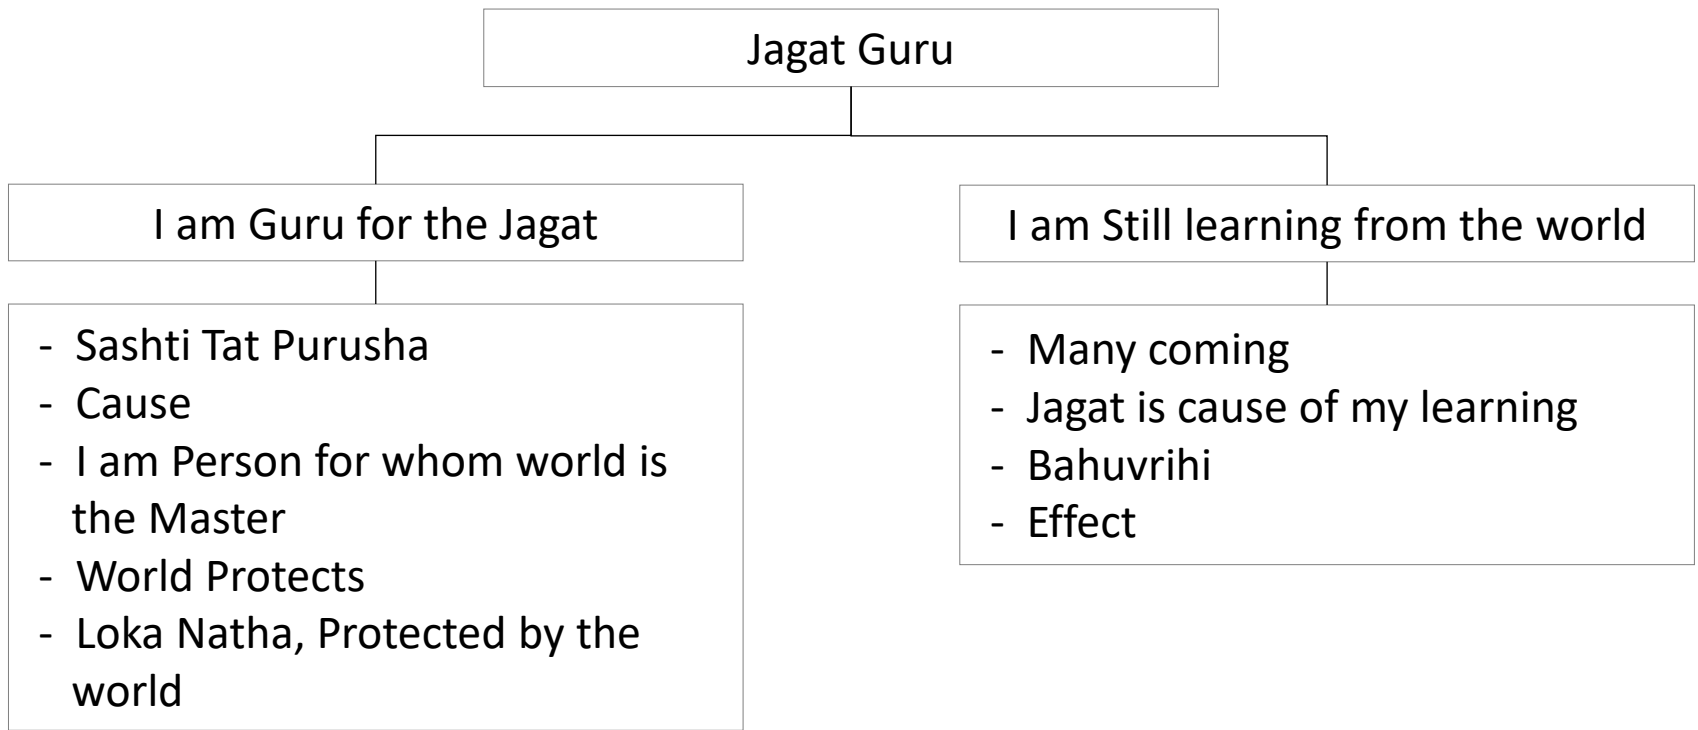 Jagat Guru
I am Guru for the Jagat
- Sashti Tat Purusha
- Cause
- I am Person for whom world is
the Master
- World Protects
- Loka Natha, Protected by the
world
I am Still learning from the world
- Many coming
- Jagat is cause of my learning
- Bahuvrihi
- Effect